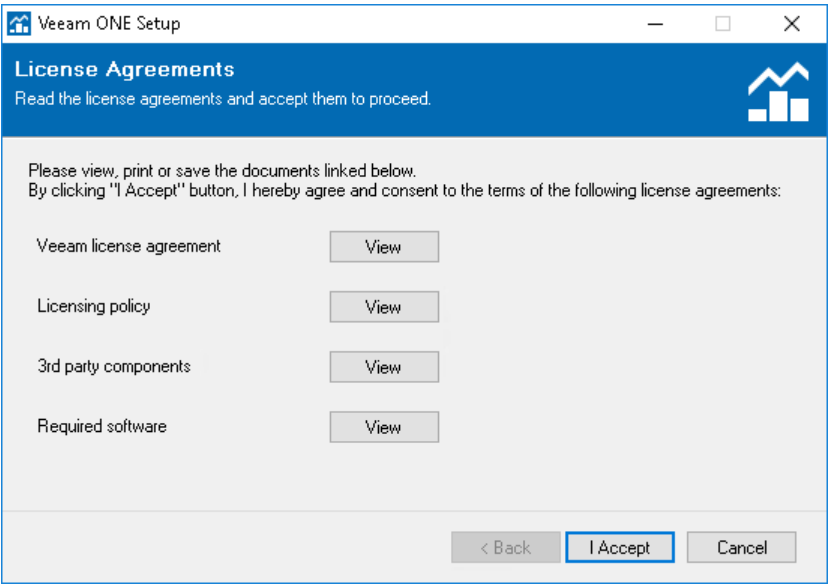 Veeam ONE Setup
License Agreements
Read the license agreements and accept them to proceed.
Please view, print or save the documents linked below.
By clicking "I Accept" button, I hereby agree and consent to the terms of the following license agreements:
Veeam license agreement View
Licensing policy View
3rd party components View
Required software View
< Back I Accept Cancel